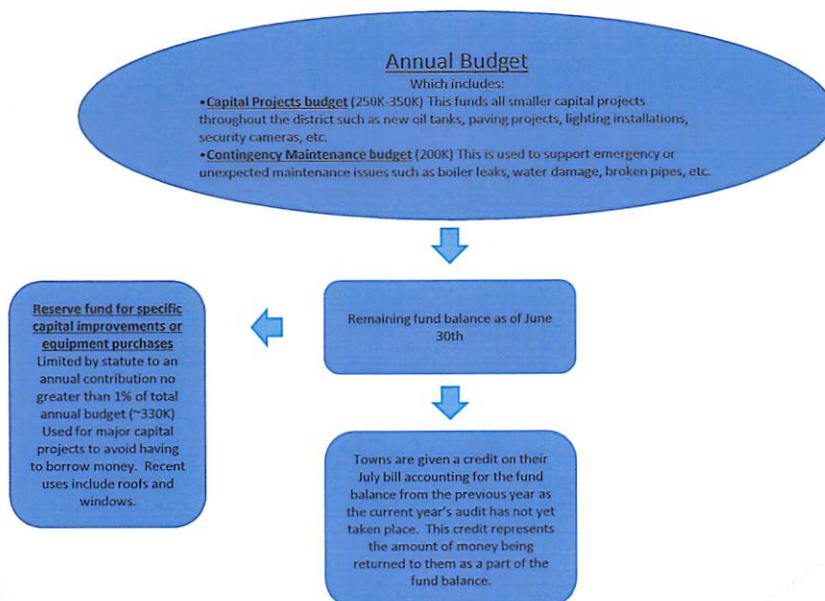 Annual Budget
Which includes:
•Capital Projects budget (250K-350K) This funds all smaller capital projects
throughout the district such as new oil tanks, paving projects, lighting installations,
security cameras, etc.
•Contingency Maintenance budget (200K) This is used to support emergency or
unexpected maintenance issues such as boiler leaks, water damage, broken pipes, etc.
Remaining fund balance as of June
30th
Reserve fund for specific
capital improvements or
equipment purchases
Limited by statute to an
annual contribution no
greater than 1% of total
annual budget (~330K)
Used for major capital
projects to avoid having
to borrow money.  Recent
uses include roofs and
windows.
Towns are given a credit on their
July bill accounting for the fund
balance from the previous year as
the current year's audit has not yet
taken place.  This credit represents
the amount of money being
returned to them as a part of the
fund balance.